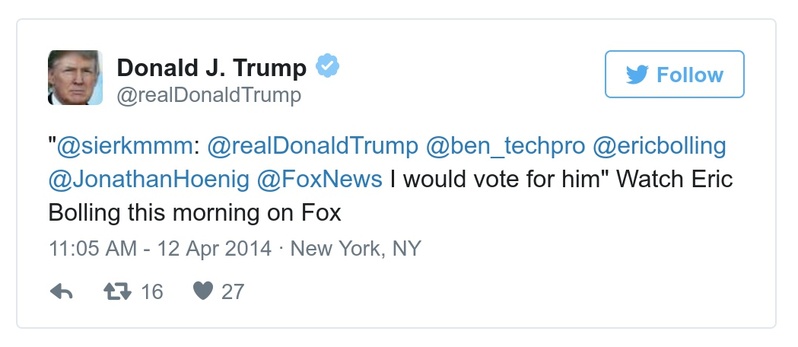 Donald J. Trump
@realDonaldTrump
Follow
"@sierkmmm: @realDonaldTrump @ben_techpro @ericbolling
@JonathanHoenig @FoxNews I would vote for him" Watch Eric
Bolling this morning on Fox
11:05 AM - 12 Apr 2014 · New York, NY
16 27